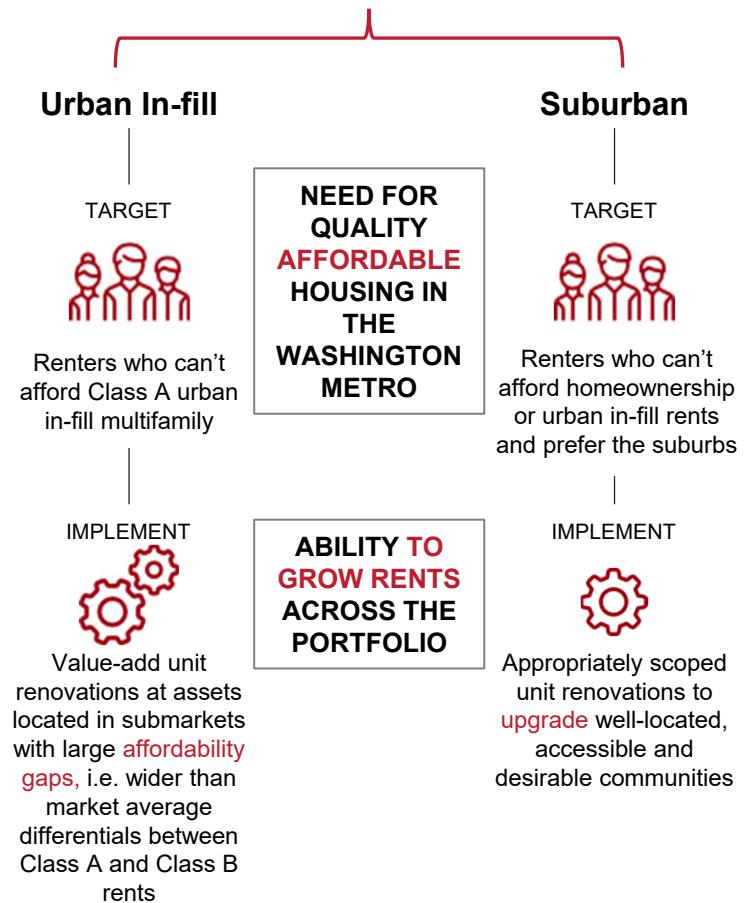 Urban In-fill
TARGET
Renters who can't
afford Class A urban
in-fill multifamily
IMPLEMENT
Value-add unit
renovations at assets
located in submarkets
with large affordability
gaps, i.e. wider than
market average
differentials between
Class A and Class B
rents
NEED FOR
QUALITY
AFFORDABLE
HOUSING IN
THE
WASHINGTON
METRO
ABILITY TO
GROW RENTS
ACROSS THE
PORTFOLIO
Suburban
TARGET
Renters who can't
afford homeownership
or urban in-fill rents
and prefer the suburbs
IMPLEMENT
Appropriately scoped
unit renovations to
upgrade well-located,
accessible and
desirable communities